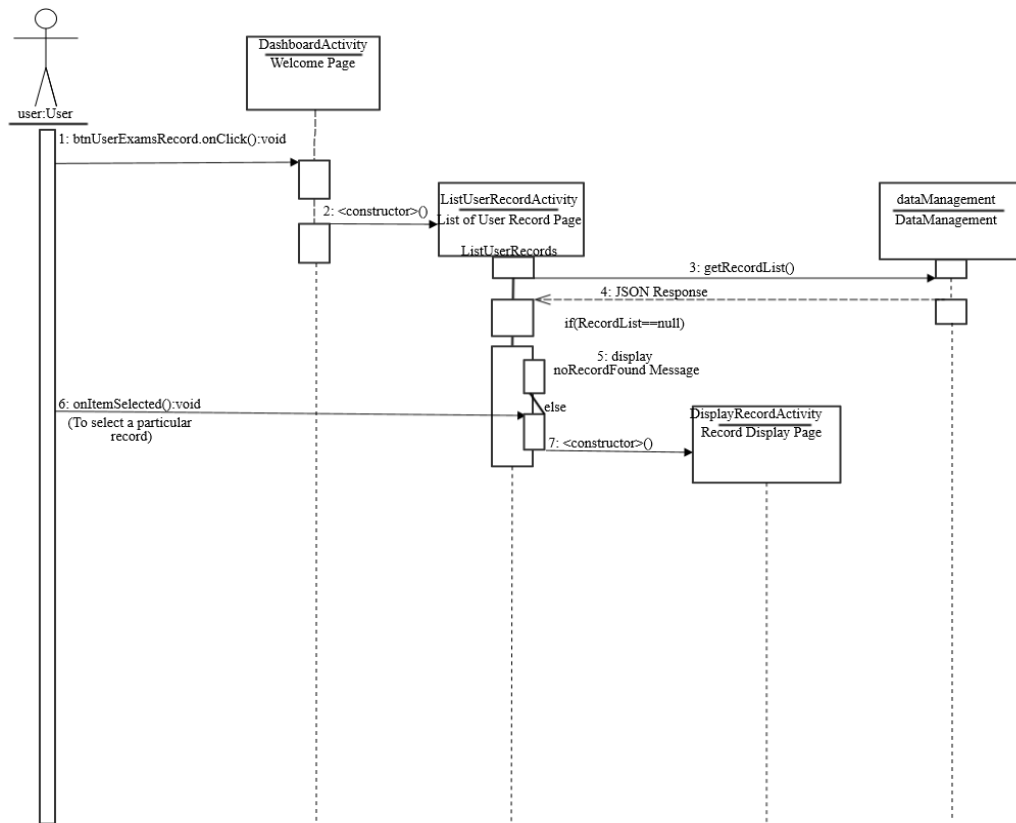 DashboardActivity
Welcome Page
user:User
1: btnUserExamsRecord.onClick():void
ListUserRecordActivity
List of User Record Page
ListUserRecords
dataManagement
DataManagement
2: <constructor>()
3: getRecordList()
4: JSON Response
if(RecordList==null)
5: display
noRecordFound Message
6: onItemSelected():void
(To select a particular
record)
else
DisplayRecordActivity
Record Display Page
7: <constructor>()